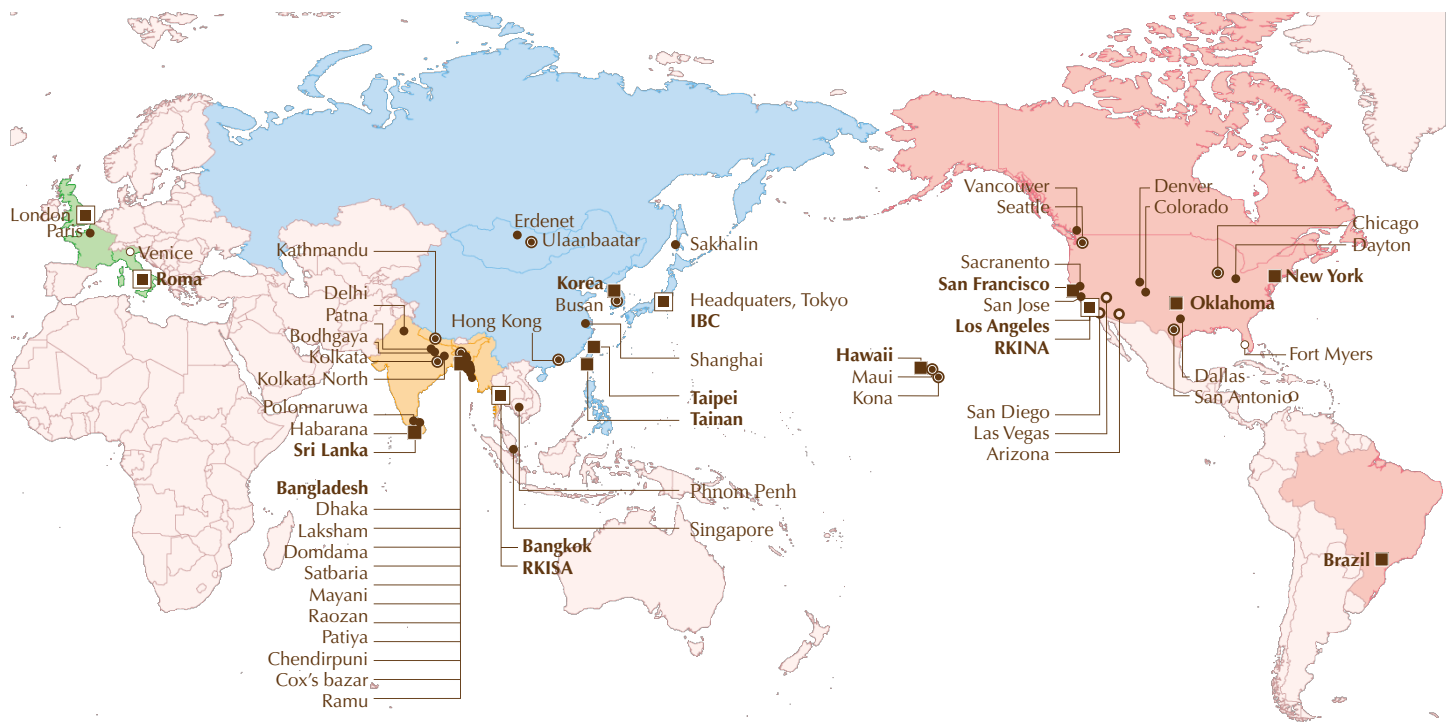 London
Paris
Venice
Roma
Kathmandu
Delhi
Patna
Bodhgaya
Kolkata
Kolkata North
Polonnaruwa
Habarana
Sri Lanka
Bangladesh
Dhaka
Laksham
Domdama
Satbaria
Mayani
Raozan
Patiya
Chendirpuni
Cox's bazar
Ramu
Erdenet
Ulaanbaatar
Sakhalin
Korea
Busan
Hong Kong
Headquaters, Tokyo
IBC
Shanghai
Taipei
Tainan
Phnom Penh
Singapore
Bangkok
RKISA
Hawaii
Maui
Kona
Vancouver
Seattle
Sacranento
San Francisco
San Jose
Los Angeles
RKINA
San Diego
Las Vegas
Arizona
Denver
Colorado
Chicago
Dayton
New York
Oklahoma
Fort Myers
Dallas
San Antonio
Brazil